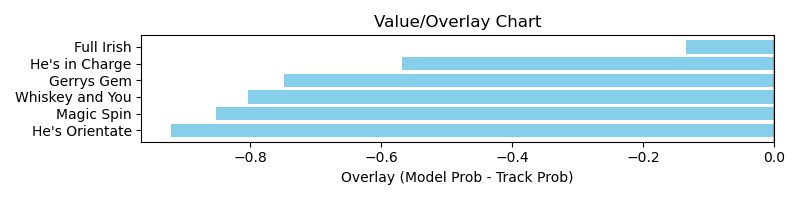 Value/Overlay Chart
Full Irish
He's in Charge
Gerrys Gem
Whiskey and You
Magic Spin
He's Orientate
−0.8 −0.6 −0.4 −0.2 0.0
Overlay (Model Prob - Track Prob)